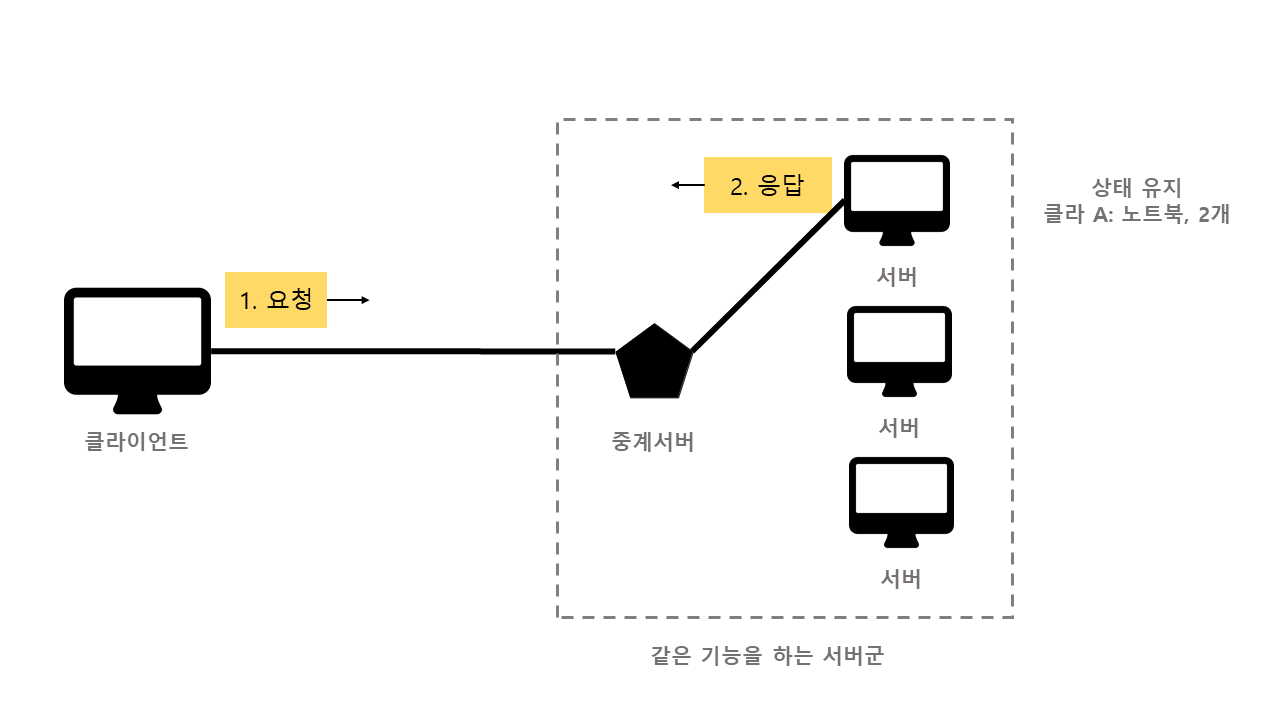 2. 응답
상태 유지
클라 A: 노트북, 2개
서버
1. 요청
클라이언트
중계서버
서버
서버
같은 기능을 하는 서버군